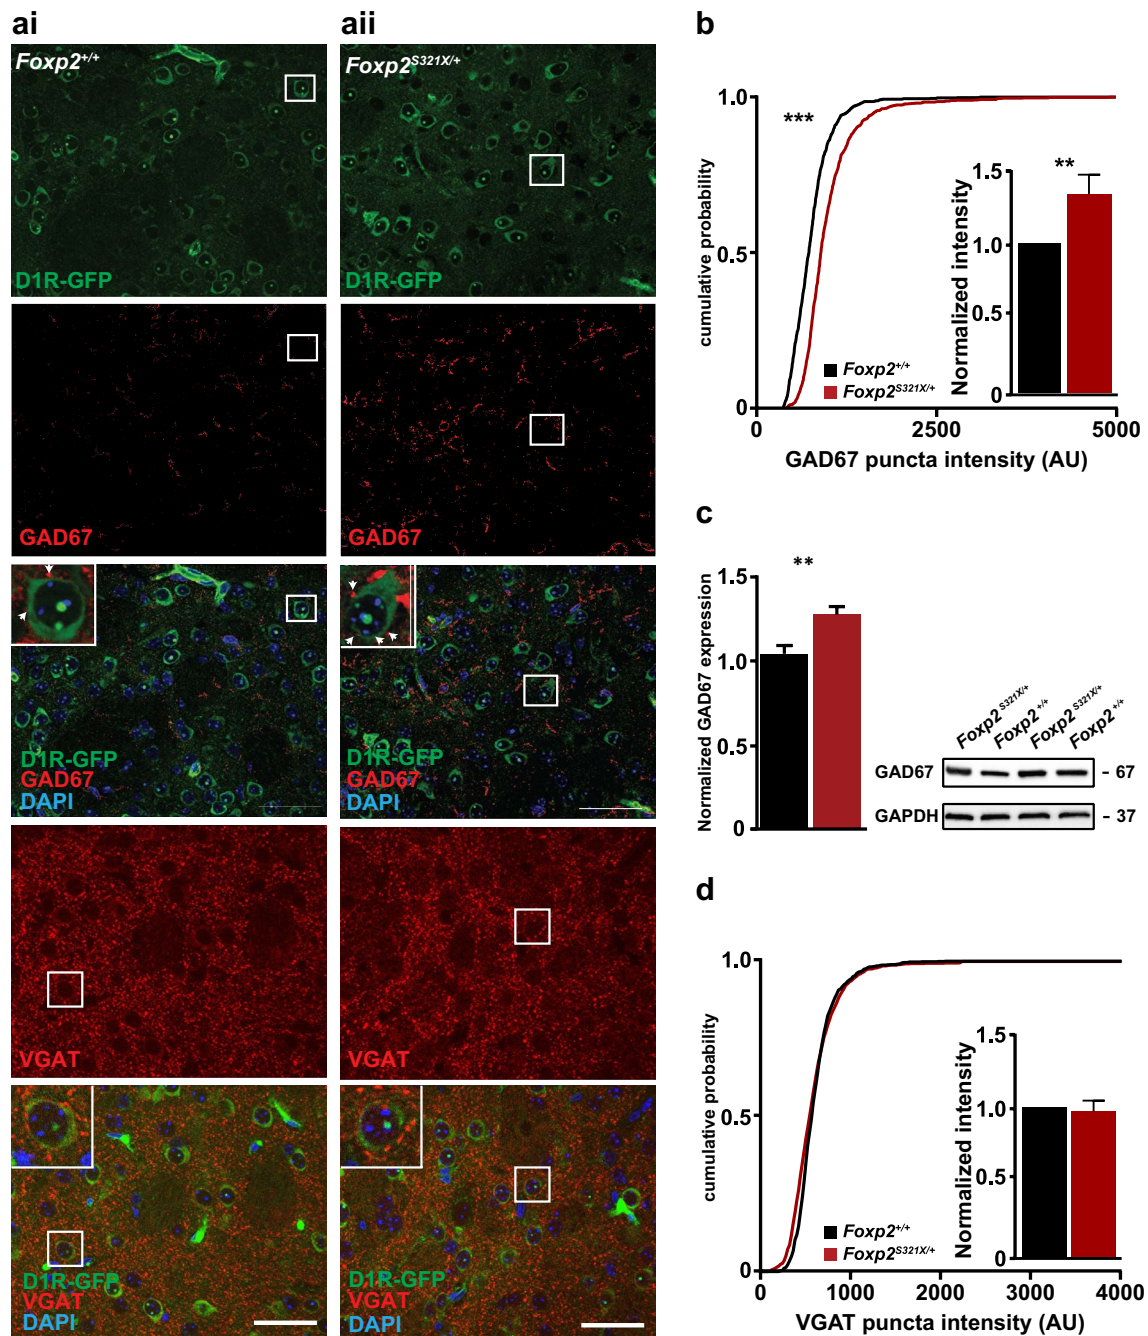 ai
aii
Foxp2+/+
D1R-GFP
Foxp2S321X/+
D1R-GFP
GAD67
GAD67
D1R-GFP
GAD67
DAPI
D1R-GFP
GAD67
DAPI
VGAT
VGAT
D1R-GFP
VGAT
DAPI
D1R-GFP
VGAT
DAPI
b
cumulative probability
1.0
0.5
0
***
Foxp2+/+
Foxp2S321X/+
0
2500
5000
GAD67 puncta intensity (AU)
Normalized intensity
1.5
1.0
0.5
0
**
c
Normalized GAD67 expression
1.5
1.0
0.5
0
**
Foxp2S321X/+
Foxp2+/+
Foxp2S321X/+
Foxp2+/+
GAD67
- 67
GAPDH
- 37
d
cumulative probability
1.0
0.5
0
Foxp2+/+
Foxp2S321X/+
0
1000
2000
3000
4000
VGAT puncta intensity (AU)
Normalized intensity
1.5
1.0
0.5
0